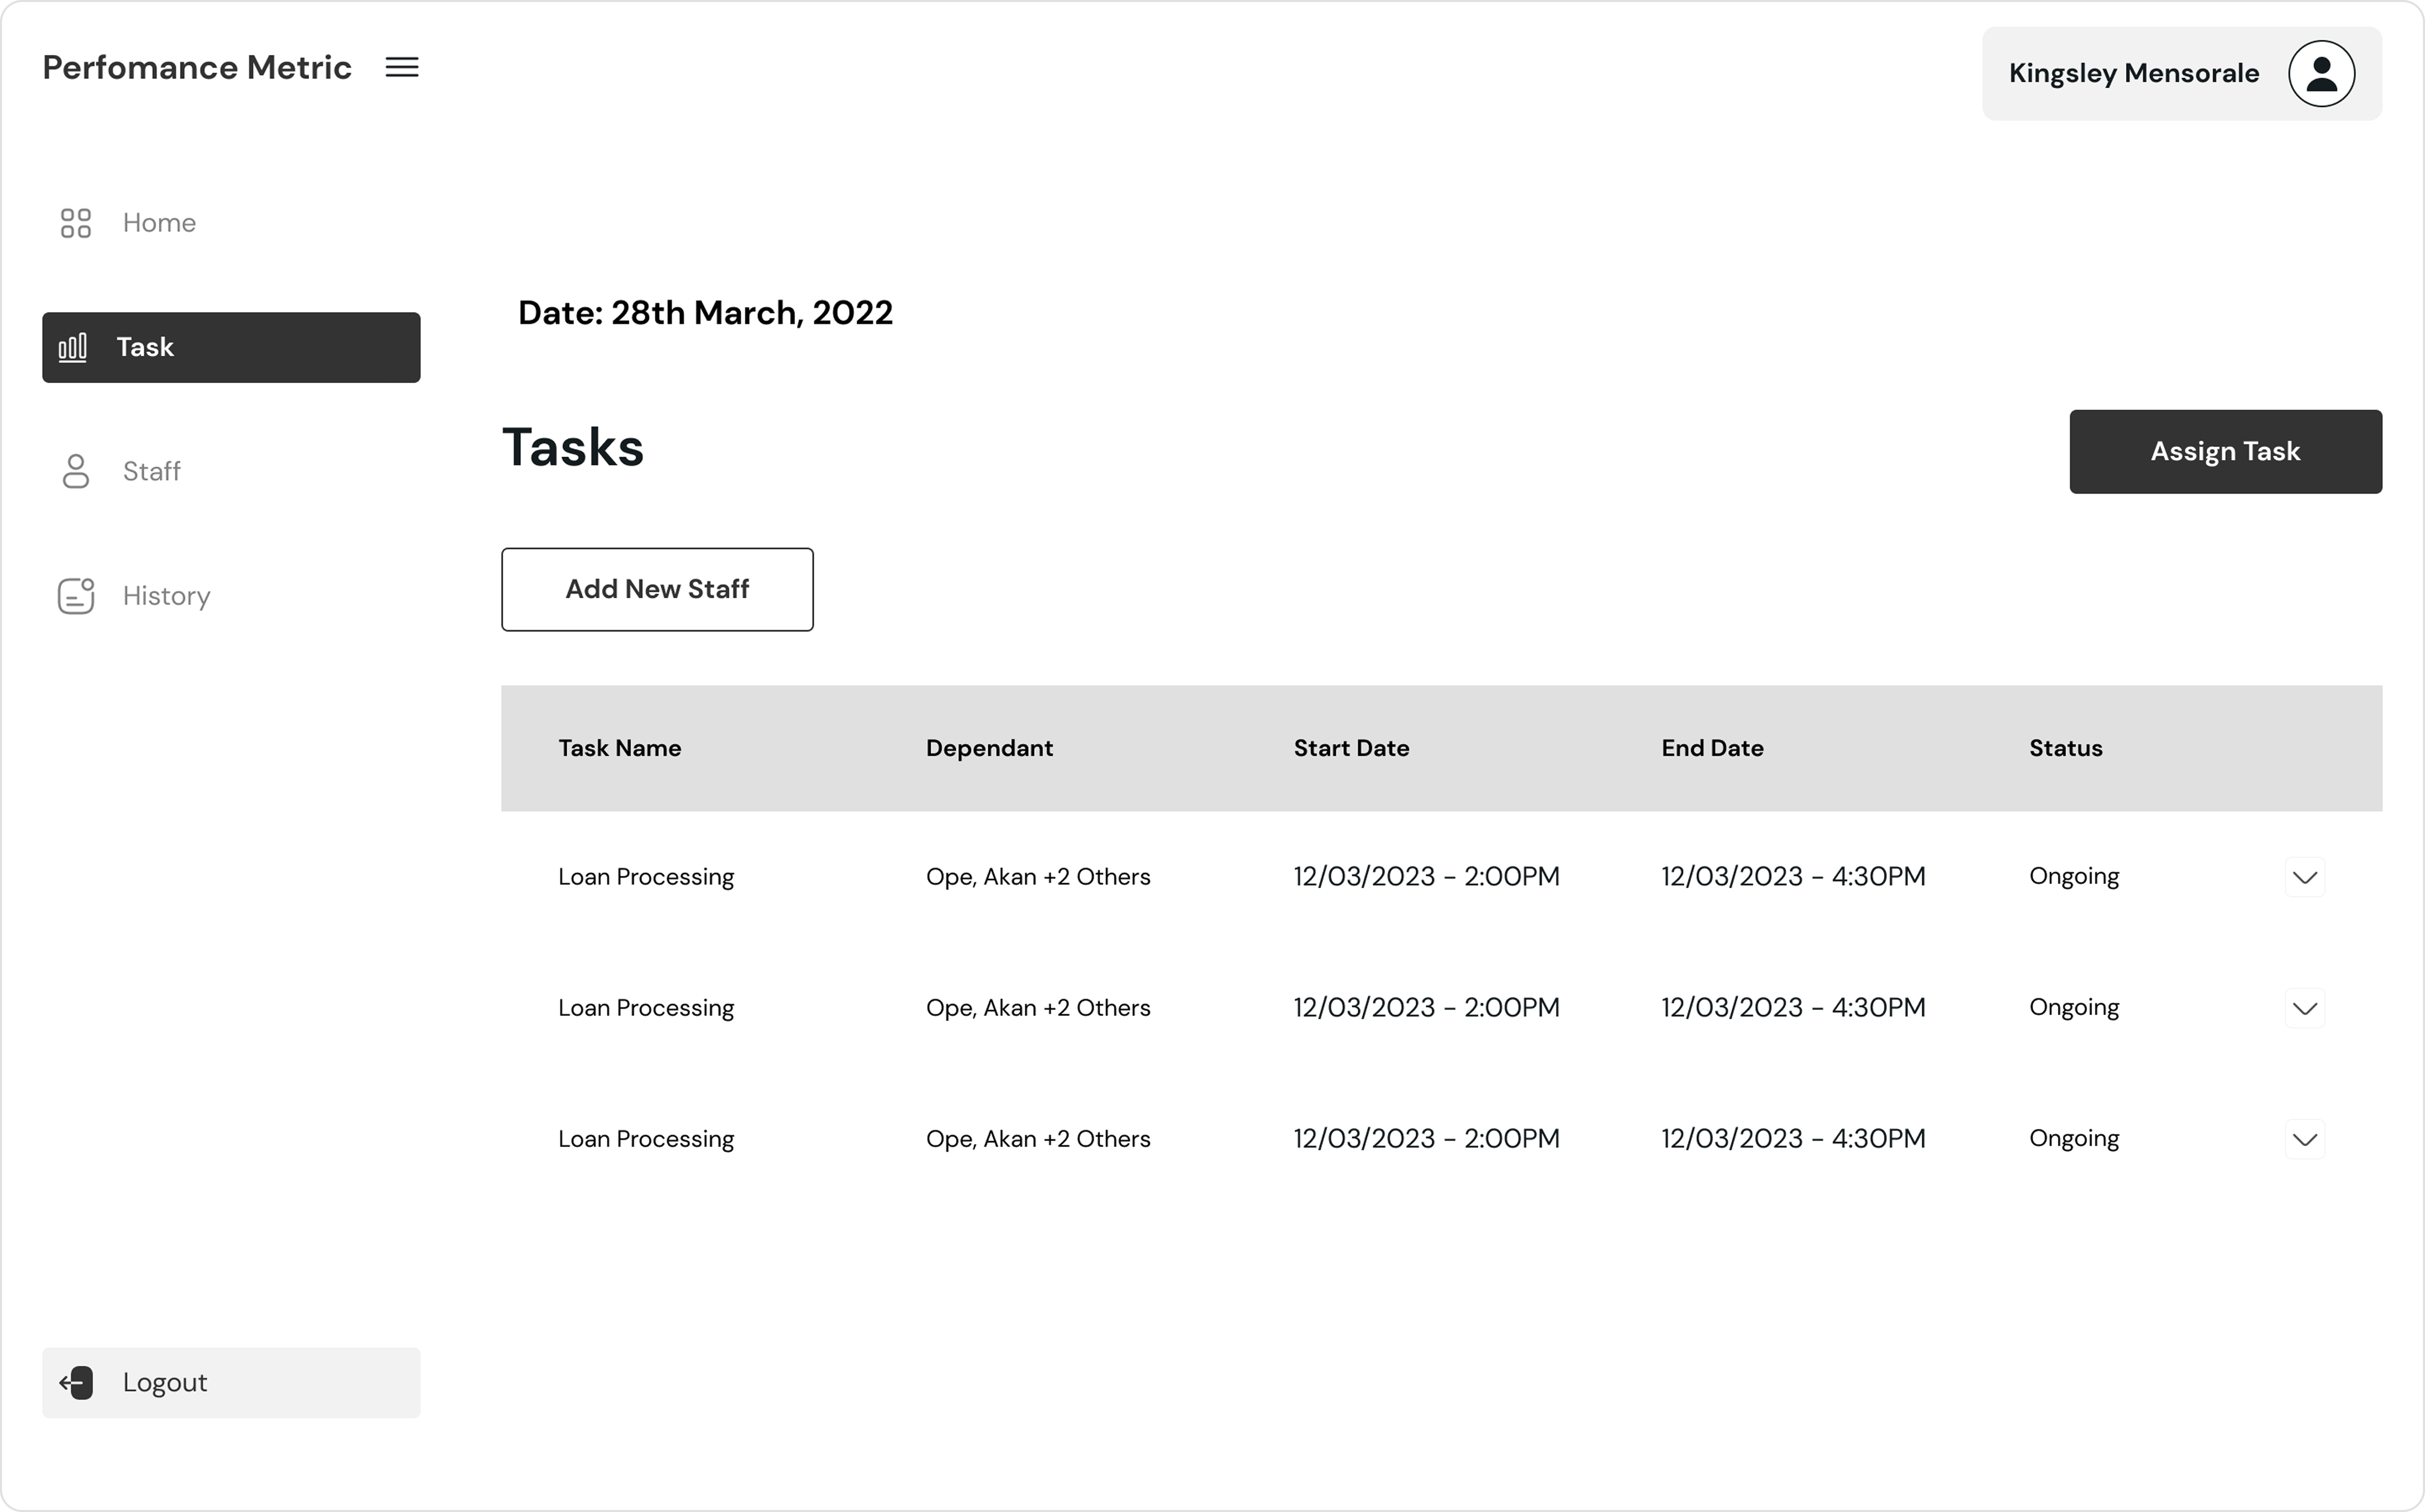 Perfomance Metric
Kingsley Mensorale
Home
Task
Staff
History
Logout
Date: 28th March, 2022
Tasks
Assign Task
Add New Staff
Task Name Dependant Start Date End Date Status
Loan Processing Ope, Akan +2 Others 12/03/2023 - 2:00PM 12/03/2023 - 4:30PM Ongoing
Loan Processing Ope, Akan +2 Others 12/03/2023 - 2:00PM 12/03/2023 - 4:30PM Ongoing
Loan Processing Ope, Akan +2 Others 12/03/2023 - 2:00PM 12/03/2023 - 4:30PM Ongoing